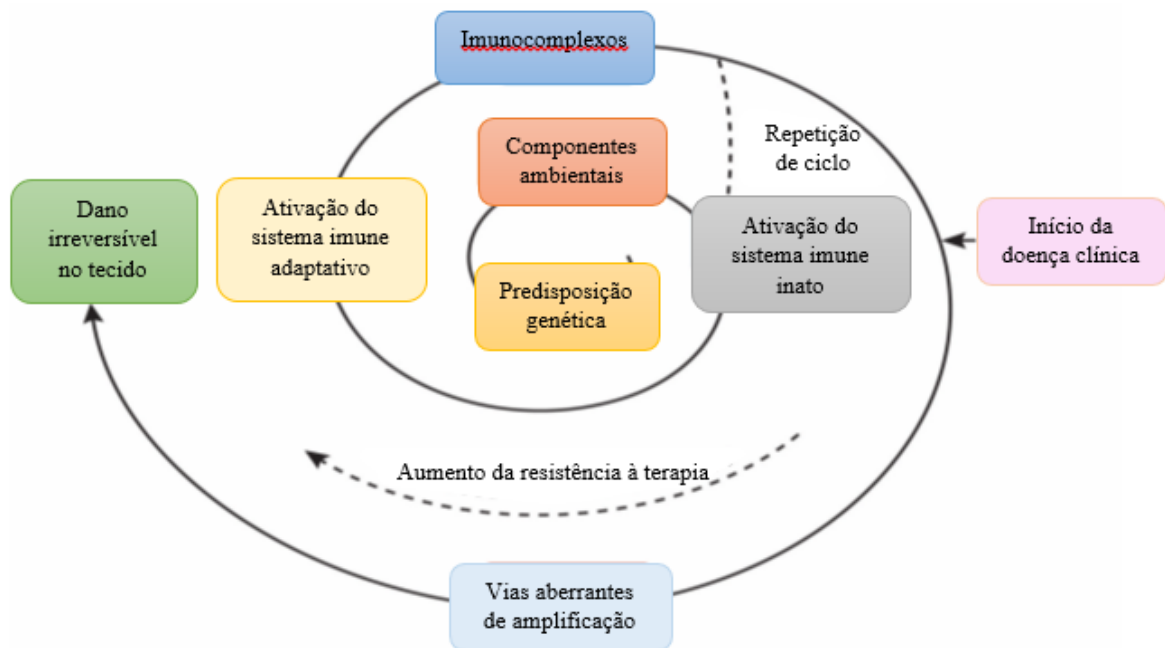 Imunocomplexos
Componentes
ambientais
Repetição
de ciclo
Dano
irreversível
no tecido
Ativação do
sistema imune
adaptativo
Ativação do
sistema imune
inato
Início da
doença clínica
Predisposição
genética
Aumento da resistência à terapia
Vias aberrantes
de amplificação